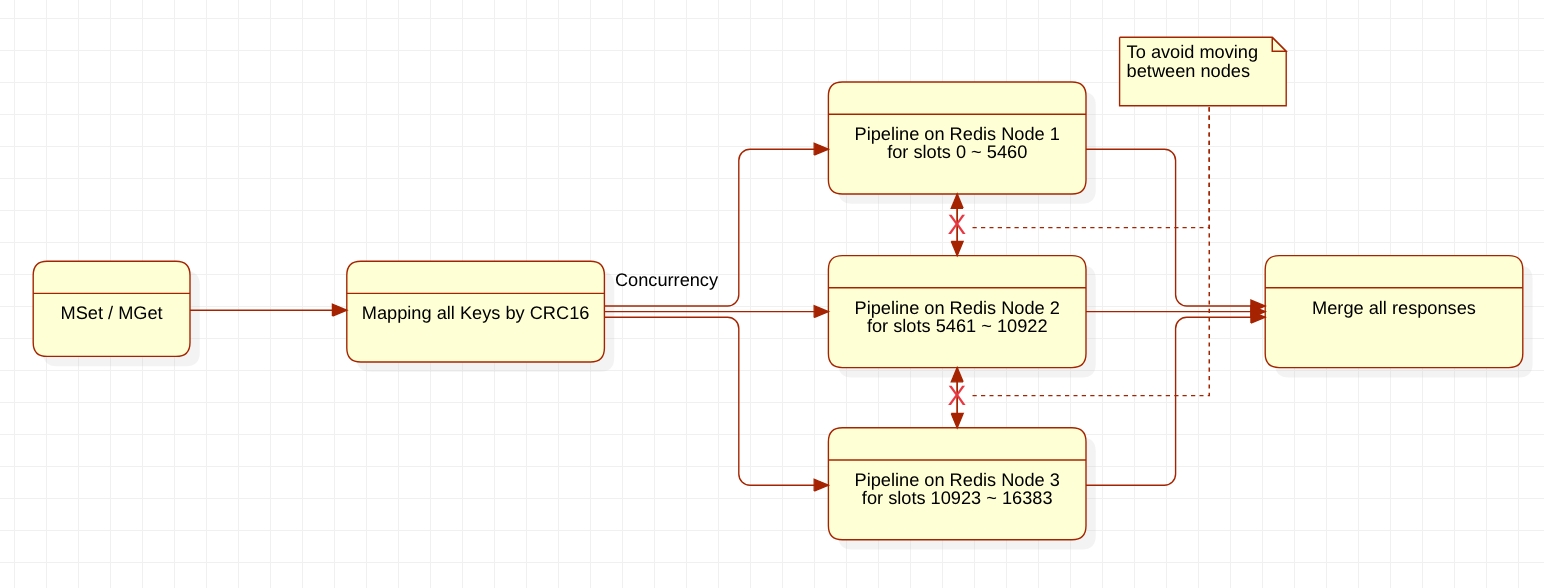 To avoid moving
between nodes
Pipeline on Redis Node 1
for slots 0 ~ 5460
X
MSet / MGet
Mapping all Keys by CRC16
Concurrency
Pipeline on Redis Node 2
for slots 5461 ~ 10922
Merge all responses
X
Pipeline on Redis Node 3
for slots 10923 ~ 16383